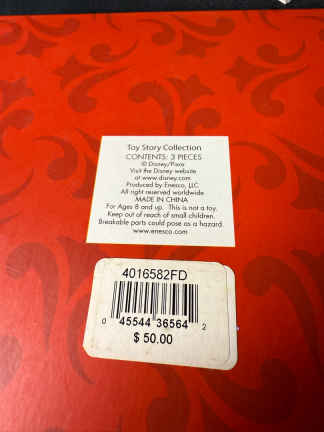 Toy Story Collection
CONTENTS: 3 PIECES
© Disney/Pixar
Visit the Disney website
at www.disney.com
Produced by Enesco, LLC
All right reserved worldwide
MADE IN CHINA
For Ages 8 and up. This is not a toy.
Keep out of reach of small children.
Breakable parts could pose as a hazard
www.enesco.com
4016582FD
0 45544 36564 2
$ 50.00